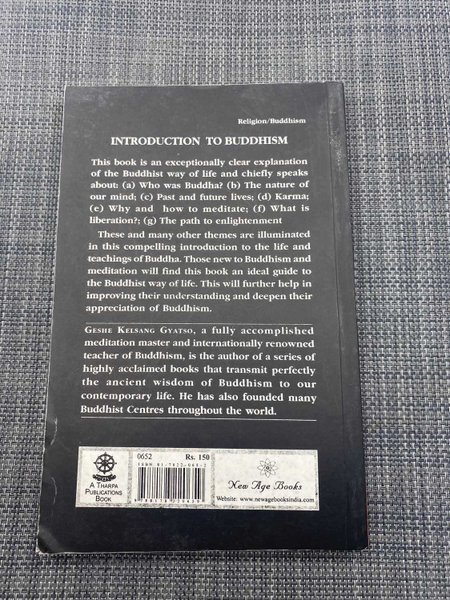 Religion/Buddhism
INTRODUCTION TO BUDDHISM
This book is an exceptionally clear explanation
of the Buddhist way of life and chiefly speaks
about: (a) Who was Buddha? (b) The nature of
our mind; (c) Past and future lives; (d) Karma;
(e) Why and how to meditate; (f) What is
liberation?; (g) The path to enlightenment
These and many other themes are illuminated
in this compelling introduction to the life and
teachings of Buddha. Those new to Buddhism and
meditation will find this book an ideal guide to
the Buddhist way of life. This will further help in
improving their understanding and deepen their
appreciation of Buddhism.
GESHE KELSANG GYATSO, a fully accomplished
meditation master and internationally renowned
teacher of Buddhism, is the author of a series of
highly acclaimed books that transmit perfectly
the ancient wisdom of Buddhism to our
contemporary life. He has also founded many
Buddhist Centres throughout the world.
0652 Rs. 150
A THARPA
PUBLICATIONS
BOOK
New Age Books
Website: www.newagebooksindia.com